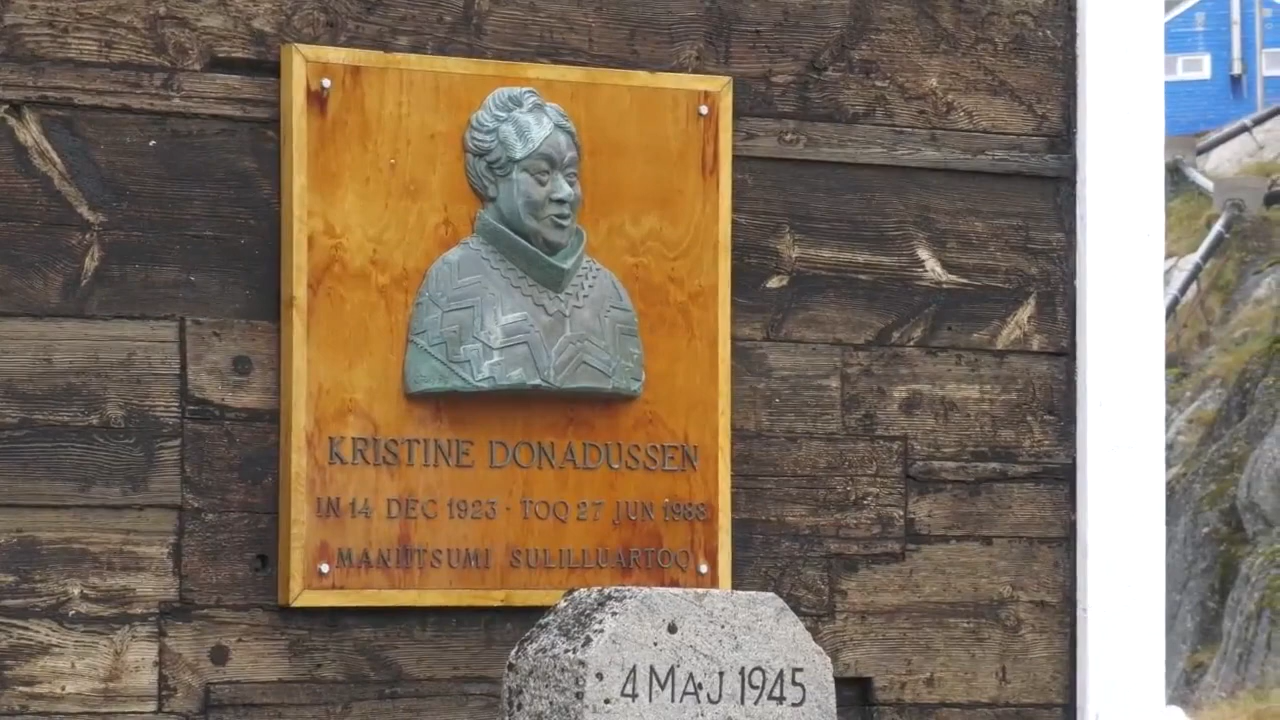 KRISTINE DONADUSSEN
IN 14 DEC 1923 · TOQ 27 JUN 1988
MANIITSUMI SULILLUARTOQ
4 MAJ 1945